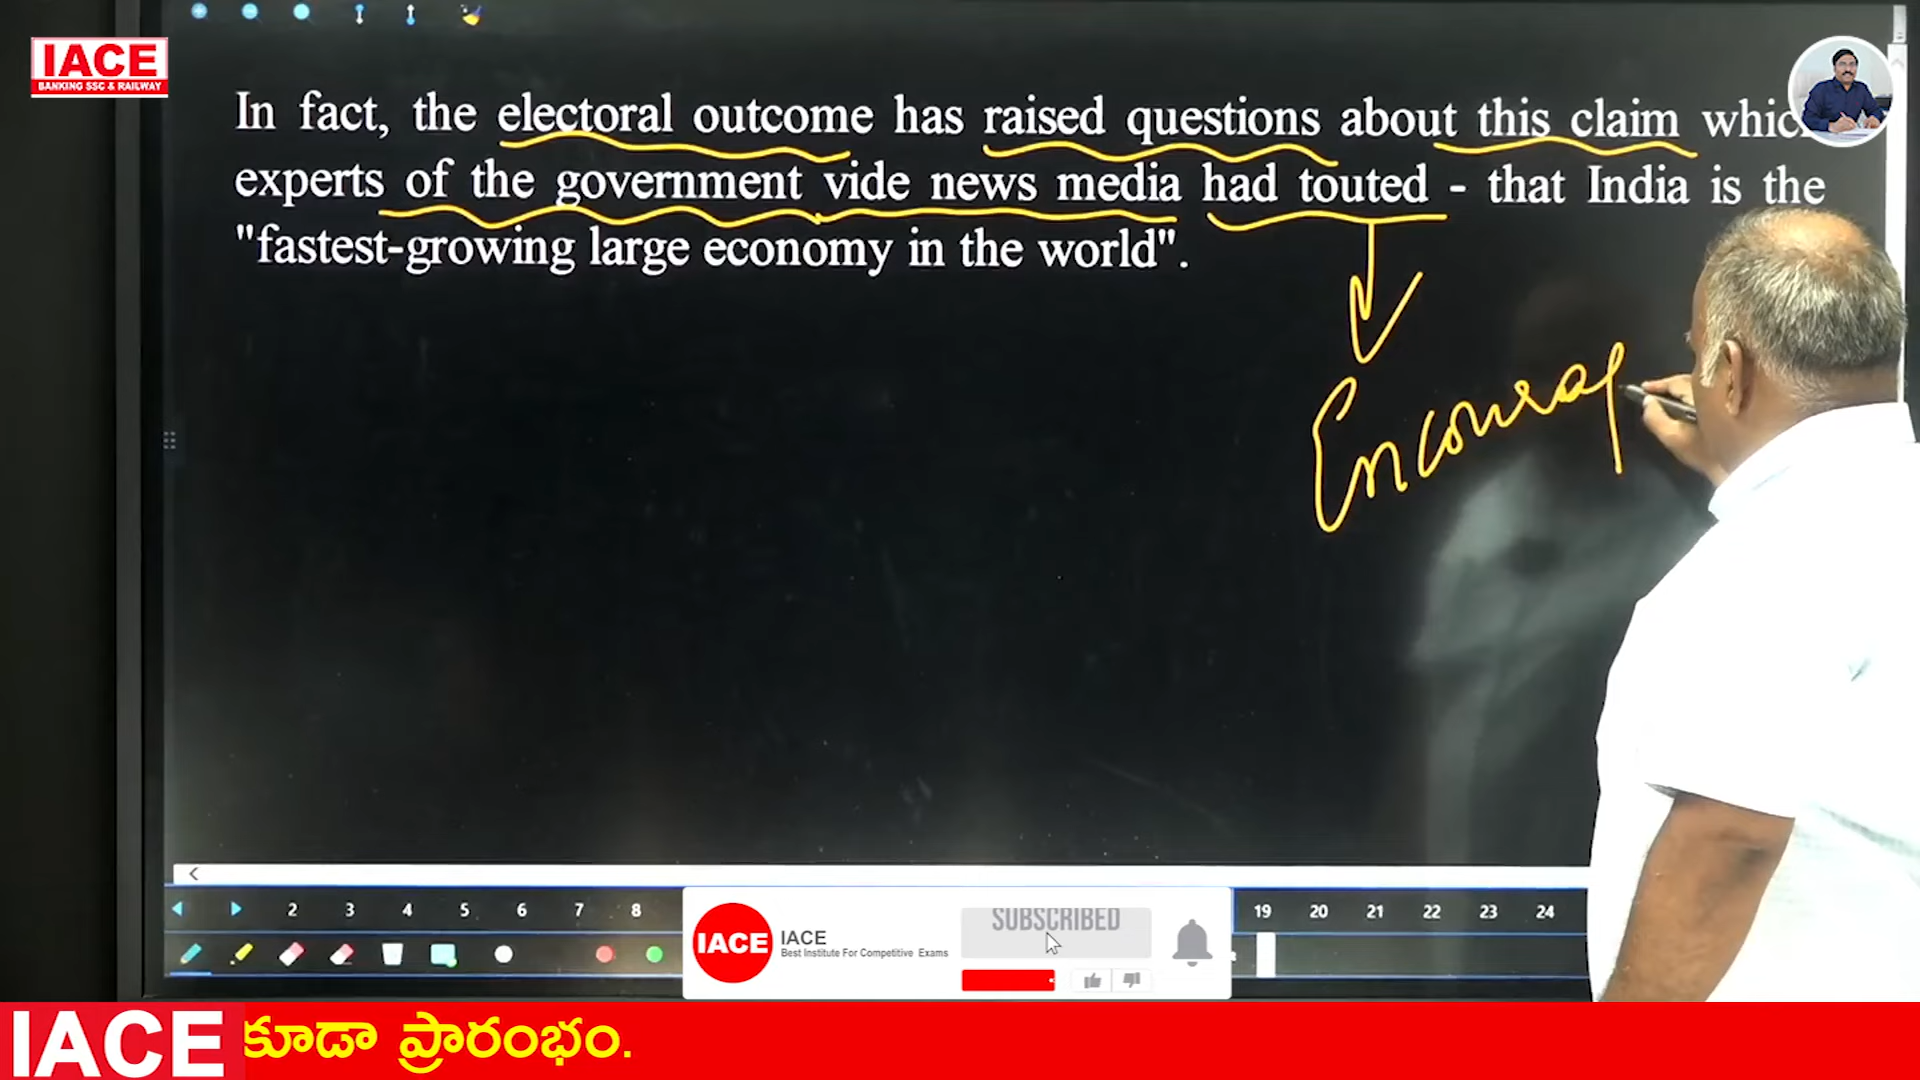 IACE
BANKING SSC & RAILWAY
In fact, the electoral outcome has raised questions about this claim which
experts of the government vide news media had touted - that India is the
"fastest-growing large economy in the world".
Encourag
2 3 4 5 6 7 8 19 20 21 22 23 24
IACE
IACE
Best Institute For Competitive Exams
SUBSCRIBED
IACE కూడా ప్రారంభం.